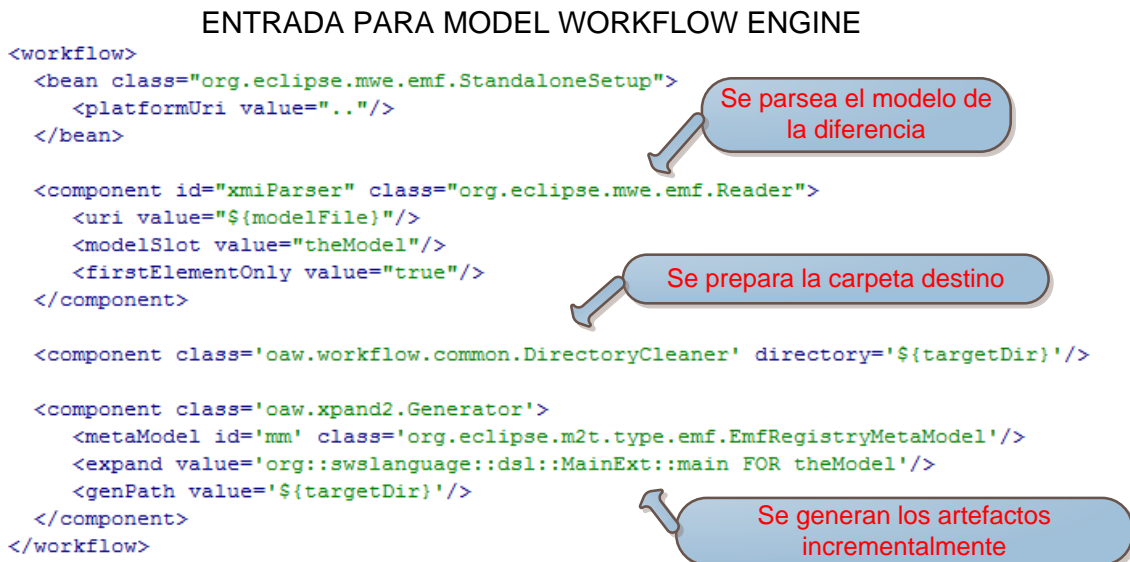 ENTRADA PARA MODEL WORKFLOW ENGINE
<workflow>
<bean class="org.eclipse.mwe.emf.StandaloneSetup">
<platformUri value=".."/>
</bean>
Se parsea el modelo de
la diferencia
<component id="xmiParser" class="org.eclipse.mwe.emf.Reader">
<uri value="${modelFile}"/>
<modelSlot value="theModel"/>
<firstElementOnly value="true"/>
</component>
Se prepara la carpeta destino
<component class='oaw.workflow.common.DirectoryCleaner' directory='${targetDir}'/>
<component class='oaw.xpand2.Generator'>
<metaModel id='mm' class='org.eclipse.m2t.type.emf.EmfRegistryMetaModel'/>
<expand value='org::swslanguage::dsl::MainExt::main FOR theModel'/>
<genPath value='${targetDir}'/>
</component>
</workflow>
Se generan los artefactos
incrementalmente